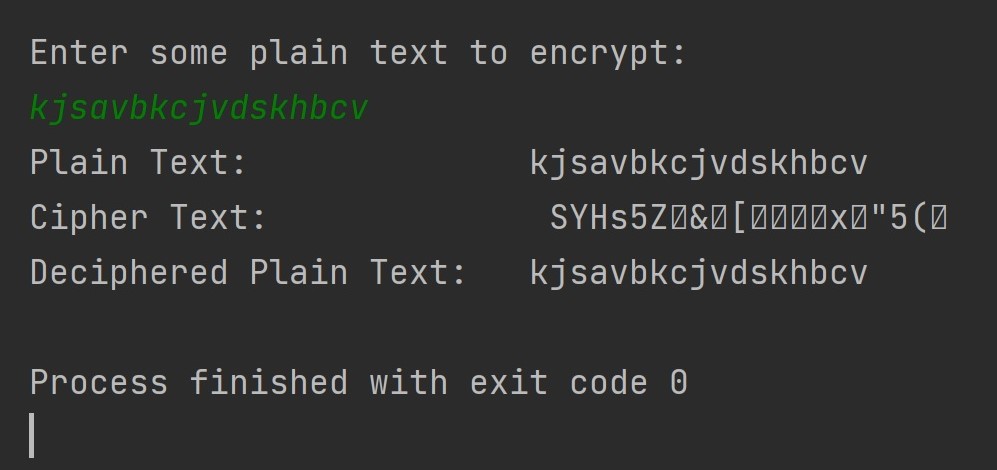 Enter some plain text to encrypt:
kjsavbkcjvdskhbcv
Plain Text: kjsavbkcjvdskhbcv
Cipher Text: SYHs5Z▯&▯[▯▯▯▯x▯"5(▯
Deciphered Plain Text: kjsavbkcjvdskhbcv
Process finished with exit code 0